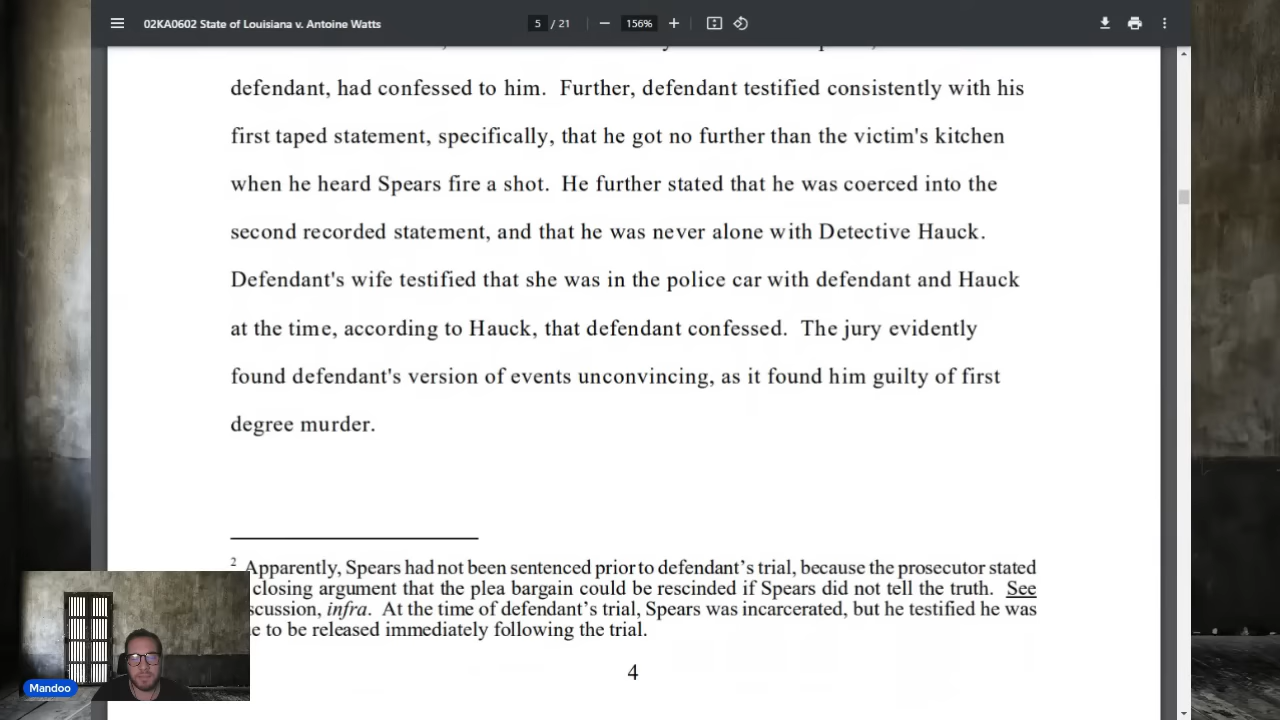 02KA0602 State of Louisiana v. Antoine Watts
5 / 21
156%
defendant, had confessed to him. Further, defendant testified consistently with his
first taped statement, specifically, that he got no further than the victim's kitchen
when he heard Spears fire a shot. He further stated that he was coerced into the
second recorded statement, and that he was never alone with Detective Hauck.
Defendant's wife testified that she was in the police car with defendant and Hauck
at the time, according to Hauck, that defendant confessed. The jury evidently
found defendant's version of events unconvincing, as it found him guilty of first
degree murder.
2 Apparently, Spears had not been sentenced prior to defendant's trial, because the prosecutor stated
closing argument that the plea bargain could be rescinded if Spears did not tell the truth. See
scussion, infra. At the time of defendant's trial, Spears was incarcerated, but he testified he was
e to be released immediately following the trial.
4
Mandoo